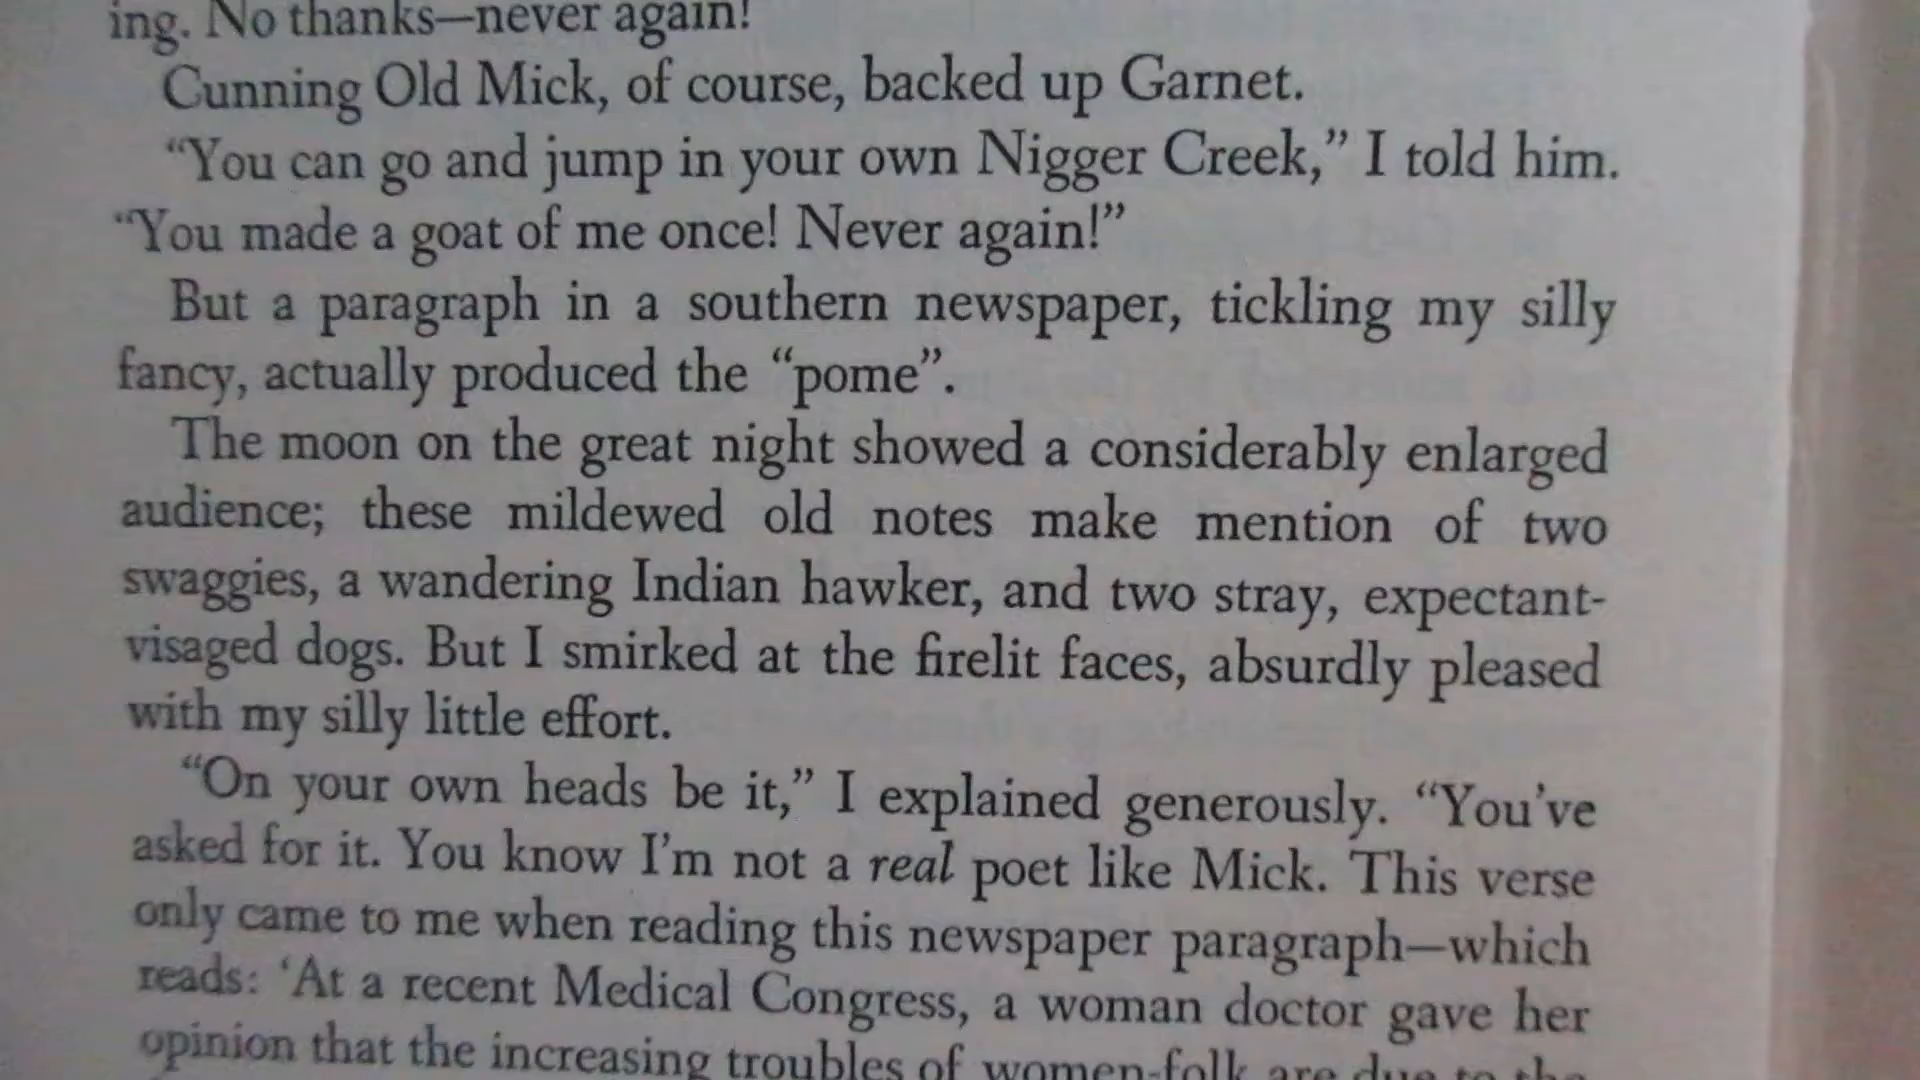 ing. No thanks—never again!
Cunning Old Mick, of course, backed up Garnet.
“You can go and jump in your own Nigger Creek,” I told him.
“You made a goat of me once! Never again!”
But a paragraph in a southern newspaper, tickling my silly
fancy, actually produced the “pome”.
The moon on the great night showed a considerably enlarged
audience; these mildewed old notes make mention of two
swaggies, a wandering Indian hawker, and two stray, expectant-
visaged dogs. But I smirked at the firelit faces, absurdly pleased
with my silly little effort.
“On your own heads be it,” I explained generously. “You've
asked for it. You know I'm not a real poet like Mick. This verse
only came to me when reading this newspaper paragraph—which
reads: ‘At a recent Medical Congress, a woman doctor gave her
opinion that the increasing troubles of women-folk are due to the